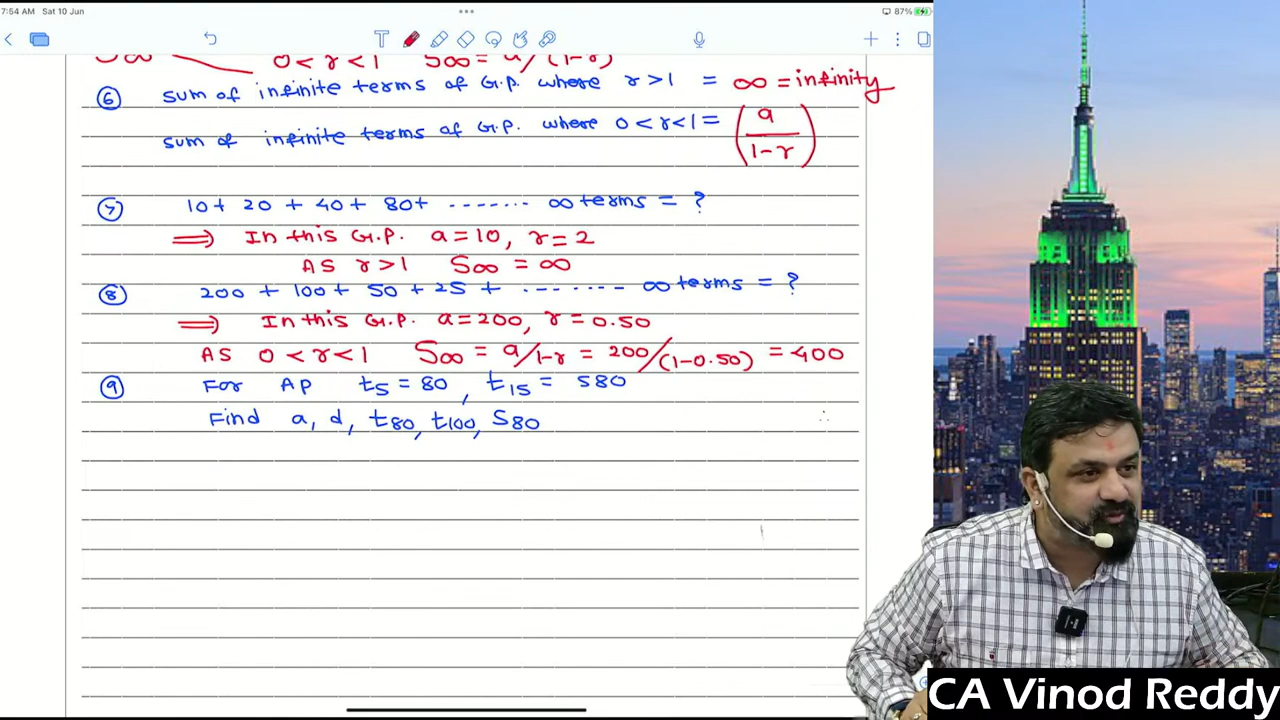 7:54 AM Sat 10 Jun
87%
S∞ 0 < r < 1 S∞ = a / (1-r)
⑥ sum of infinite terms of G.P. where r > 1 = ∞ = infinity
sum of infinite terms of G.P. where 0 < r < 1 = (a / 1-r)
⑦ 10 + 20 + 40 + 80 + ....... ∞ terms = ?
⟹ In this G.P. a = 10, r = 2
AS r > 1 S∞ = ∞
⑧ 200 + 100 + 50 + 25 + ........ ∞ terms = ?
⟹ In this G.P. a = 200, r = 0.50
AS 0 < r < 1 S∞ = a/1-r = 200/(1-0.50) = 400
⑨ For AP t5 = 80, t15 = 580
Find a, d, t80, t100, S80
CA Vinod Reddy